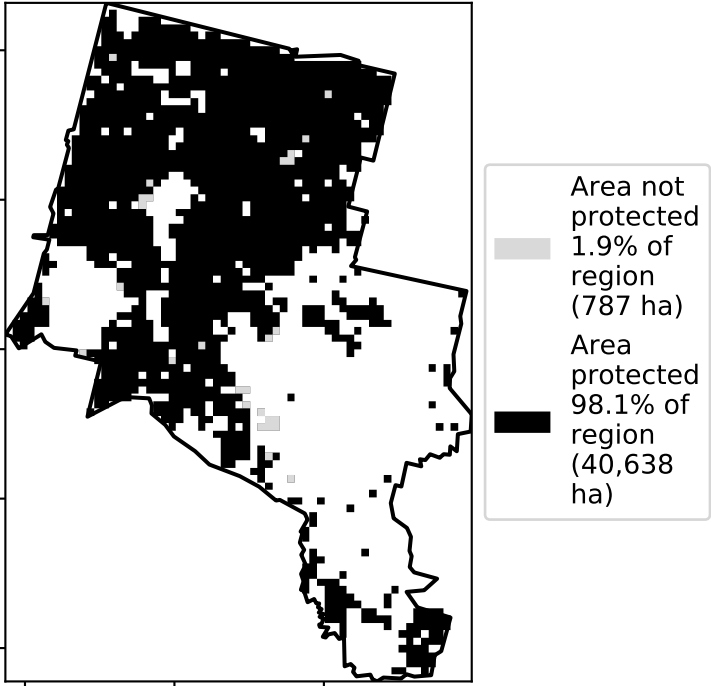 Area not
protected
1.9% of
region
(787 ha)
Area
protected
98.1% of
region
(40,638
ha)